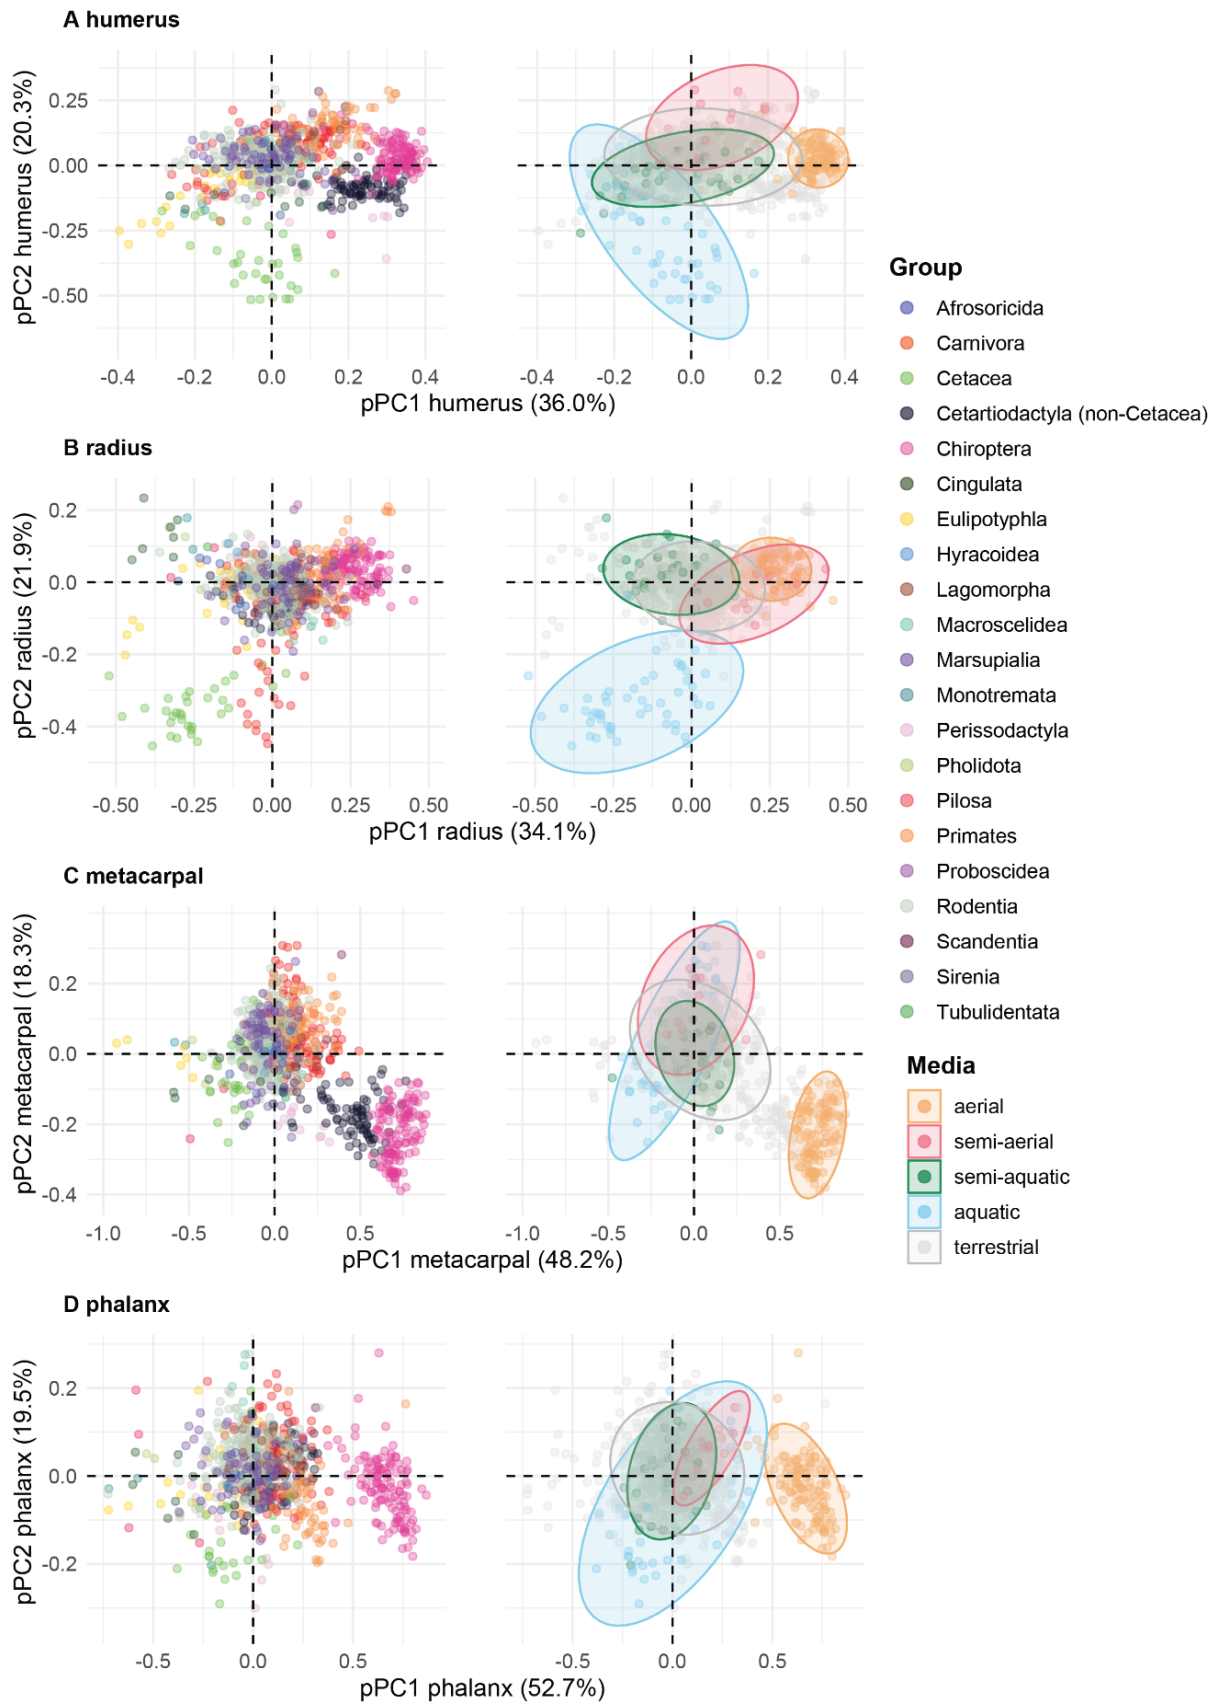 A humerus
pPC2 humerus (20.3%)
0.25
0.00
-0.25
-0.50
-0.4 -0.2 0.0 0.2 0.4 -0.4 -0.2 0.0 0.2 0.4
pPC1 humerus (36.0%)
B radius
pPC2 radius (21.9%)
0.2
0.0
-0.2
-0.4
-0.50 -0.25 0.00 0.25 0.50 -0.50 -0.25 0.00 0.25 0.50
pPC1 radius (34.1%)
C metacarpal
pPC2 metacarpal (18.3%)
0.2
0.0
-0.2
-0.4
-1.0 -0.5 0.0 0.5 -1.0 -0.5 0.0 0.5
pPC1 metacarpal (48.2%)
D phalanx
pPC2 phalanx (19.5%)
0.2
0.0
-0.2
-0.5 0.0 0.5 -0.5 0.0 0.5
pPC1 phalanx (52.7%)
Group
Afrosoricida
Carnivora
Cetacea
Cetartiodactyla (non-Cetacea)
Chiroptera
Cingulata
Eulipotyphla
Hyracoidea
Lagomorpha
Macroscelidea
Marsupialia
Monotremata
Perissodactyla
Pholidota
Pilosa
Primates
Proboscidea
Rodentia
Scandentia
Sirenia
Tubulidentata
Media
aerial
semi-aerial
semi-aquatic
aquatic
terrestrial